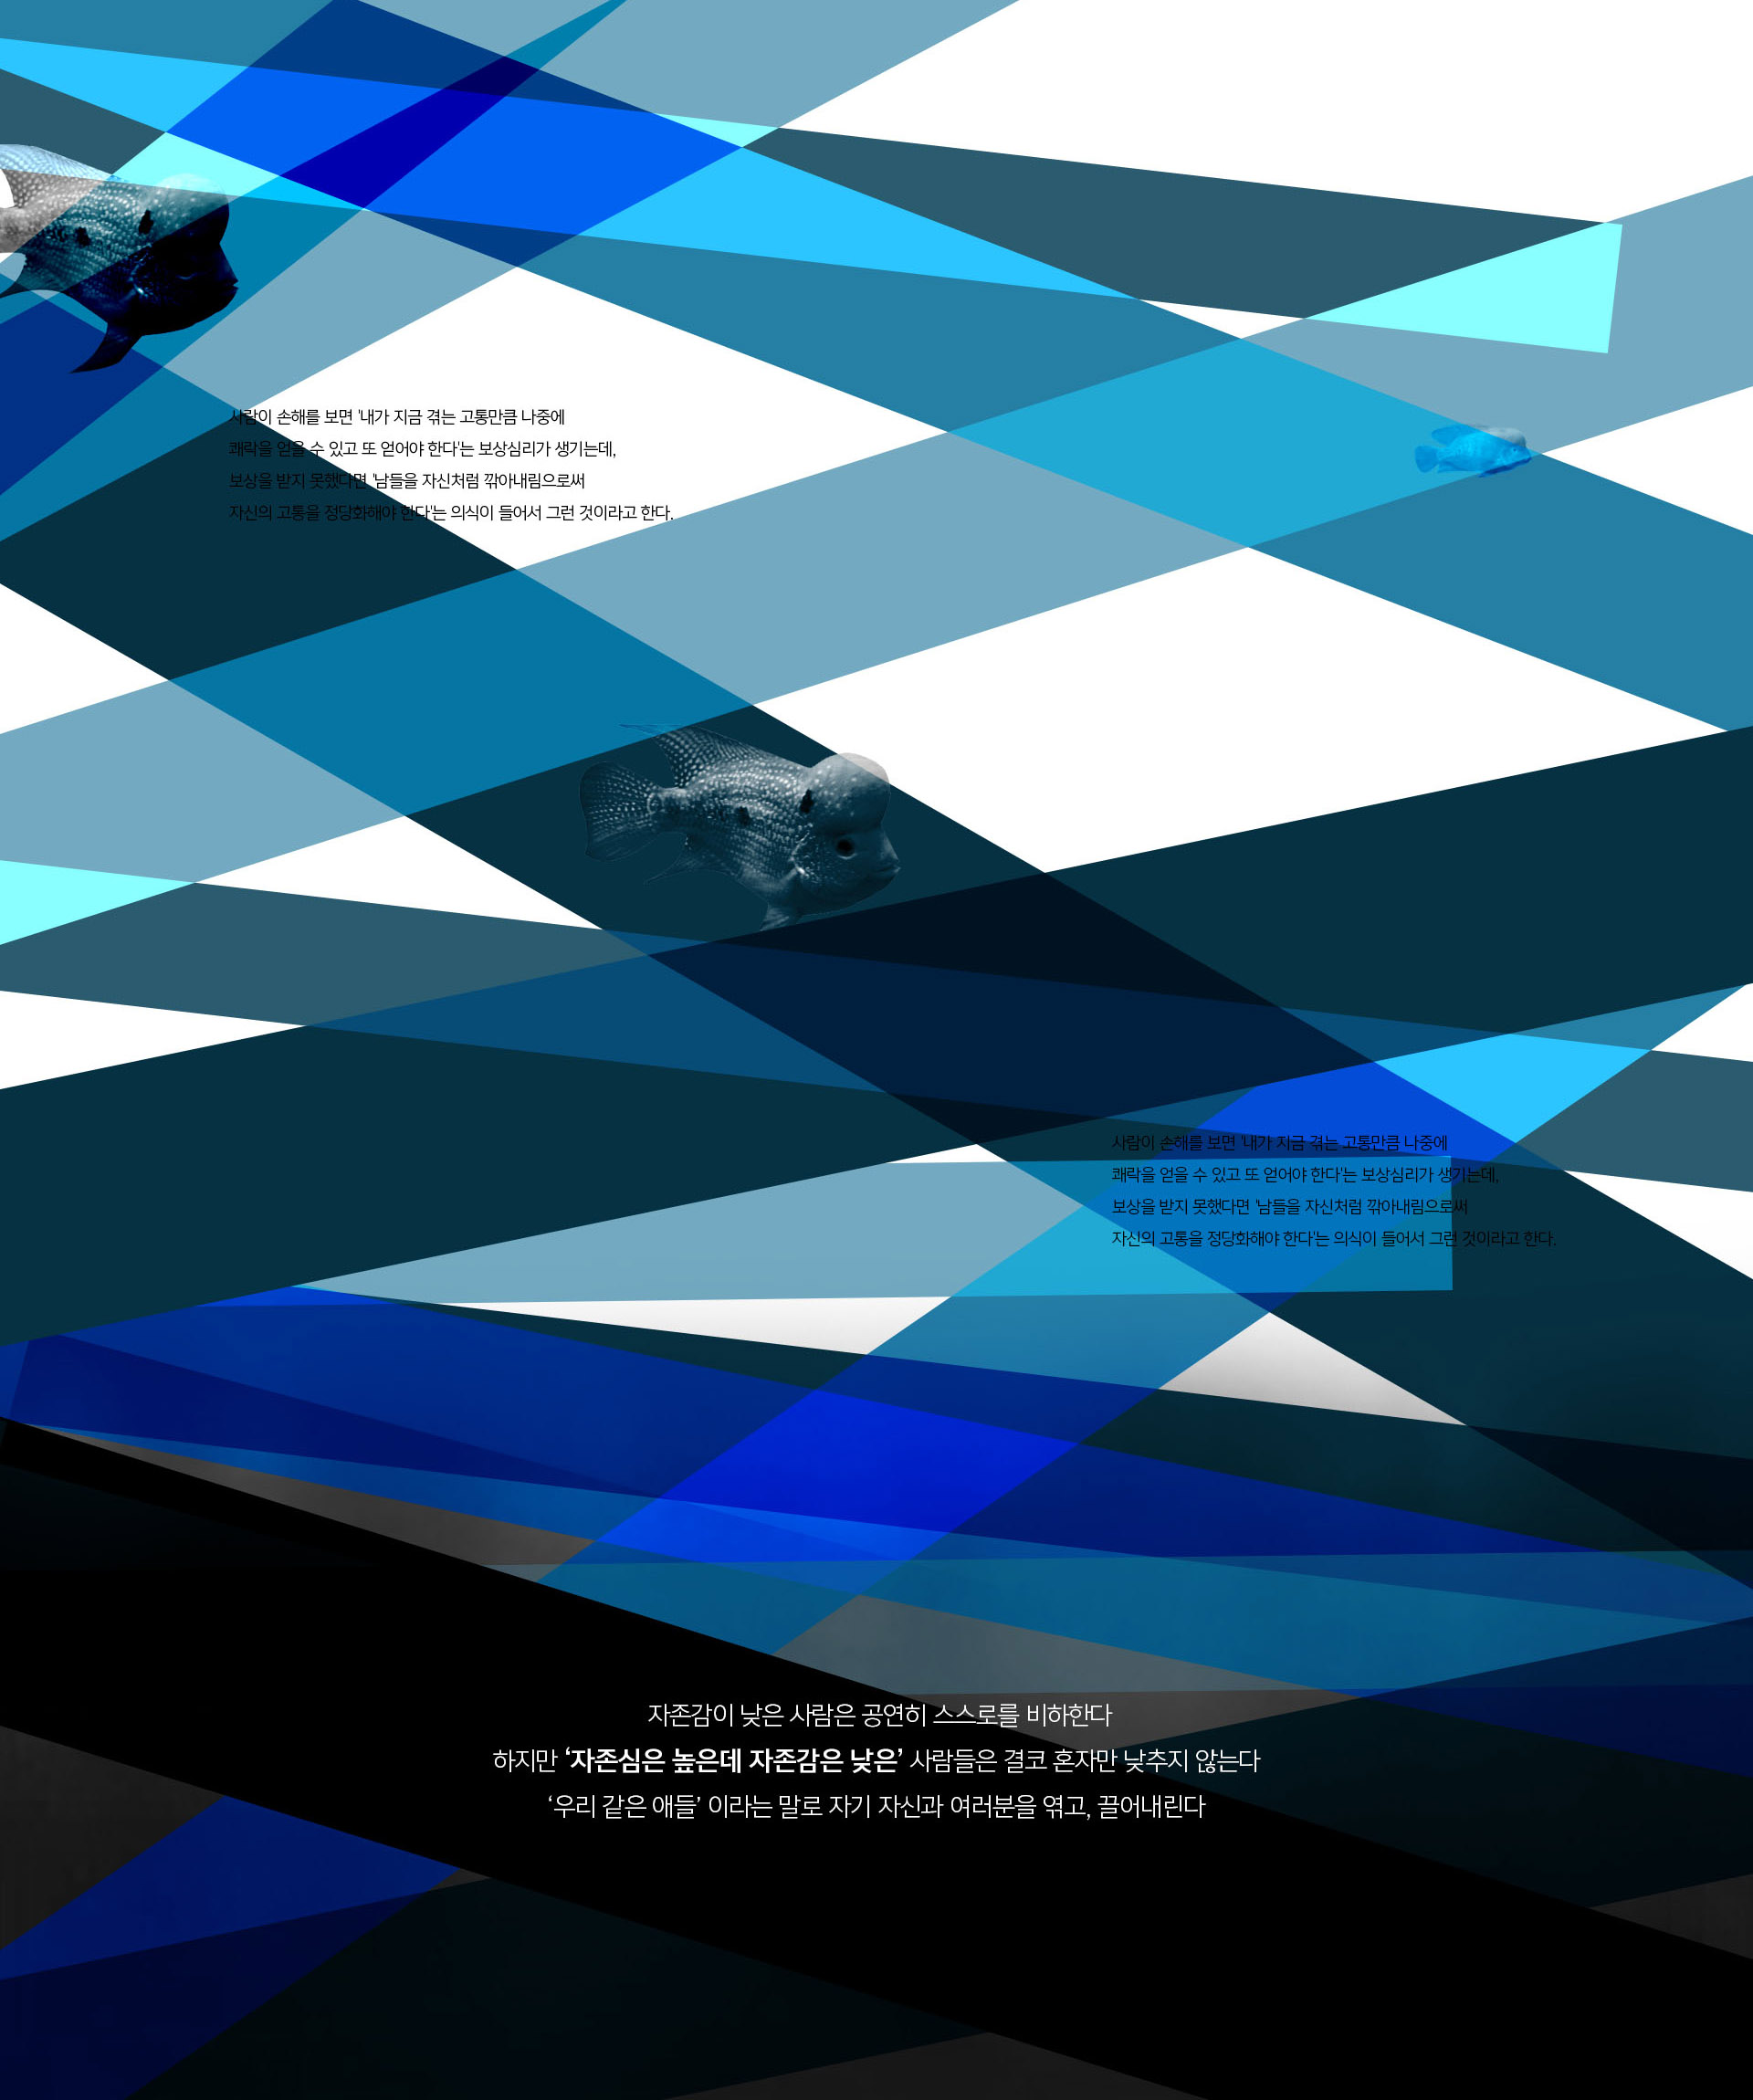 사람이 손해를 보면 '내가 지금 겪는 고통만큼 나중에
쾌락을 얻을 수 있고 또 얻어야 한다'는 보상심리가 생기는데,
보상을 받지 못했다면 '남들을 자신처럼 깎아내림으로써
자신의 고통을 정당화해야 한다'는 의식이 들어서 그런 것이라고 한다.
사람이 손해를 보면 '내가 지금 겪는 고통만큼 나중에
쾌락을 얻을 수 있고 또 얻어야 한다'는 보상심리가 생기는데,
보상을 받지 못했다면 '남들을 자신처럼 깎아내림으로써
자신의 고통을 정당화해야 한다'는 의식이 들어서 그런 것이라고 한다.
자존감이 낮은 사람은 공연히 스스로를 비하한다
하지만 ‘자존심은 높은데 자존감은 낮은’ 사람들은 결코 혼자만 낮추지 않는다
‘우리 같은 애들’ 이라는 말로 자기 자신과 여러분을 엮고, 끌어내린다